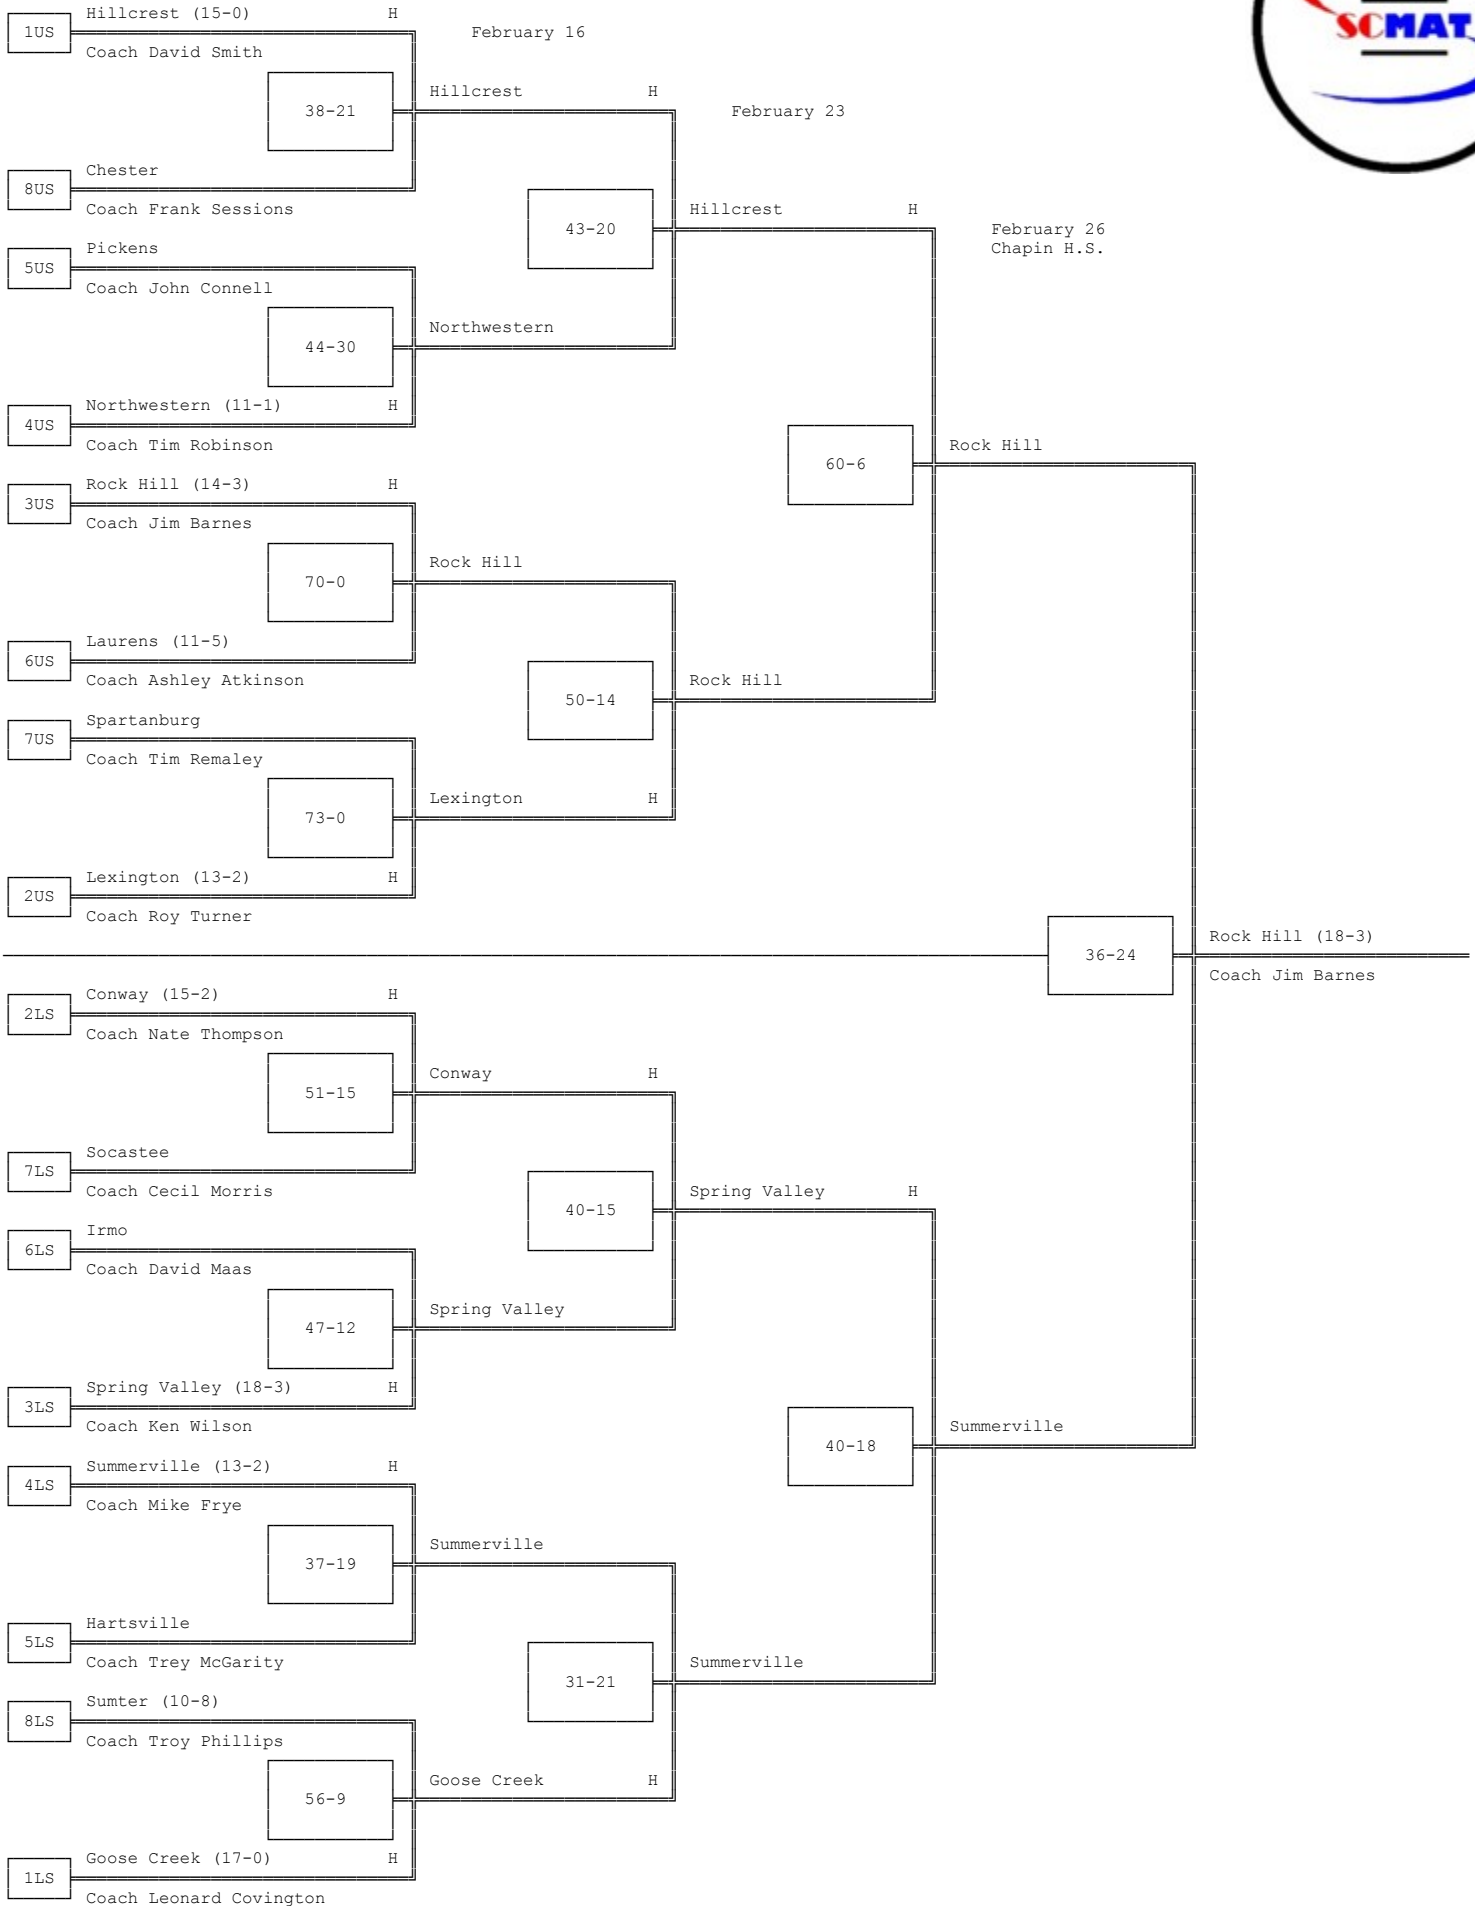 Hillcrest (15-0) H
1US
February 16
Coach David Smith
SCMAT
Hillcrest H
38-21
February 23
Chester
8US
Coach Frank Sessions
Hillcrest H
43-20
February 26
Chapin H.S.
Pickens
5US
Coach John Connell
Northwestern
44-30
Northwestern (11-1) H
4US
Coach Tim Robinson
Rock Hill
60-6
Rock Hill (14-3) H
3US
Coach Jim Barnes
Rock Hill
70-0
Laurens (11-5)
6US
Coach Ashley Atkinson
Rock Hill
50-14
Spartanburg
7US
Coach Tim Remaley
Lexington H
73-0
Lexington (13-2) H
2US
Coach Roy Turner
Rock Hill (18-3)
36-24
Coach Jim Barnes
Conway (15-2) H
2LS
Coach Nate Thompson
Conway H
51-15
Socastee
7LS
Coach Cecil Morris
Spring Valley H
40-15
Irmo
6LS
Coach David Maas
Spring Valley
47-12
Spring Valley (18-3) H
3LS
Coach Ken Wilson
Summerville
40-18
Summerville (13-2) H
4LS
Coach Mike Frye
Summerville
37-19
Hartsville
5LS
Coach Trey McGarity
Summerville
31-21
Sumter (10-8)
8LS
Coach Troy Phillips
Goose Creek H
56-9
Goose Creek (17-0) H
1LS
Coach Leonard Covington